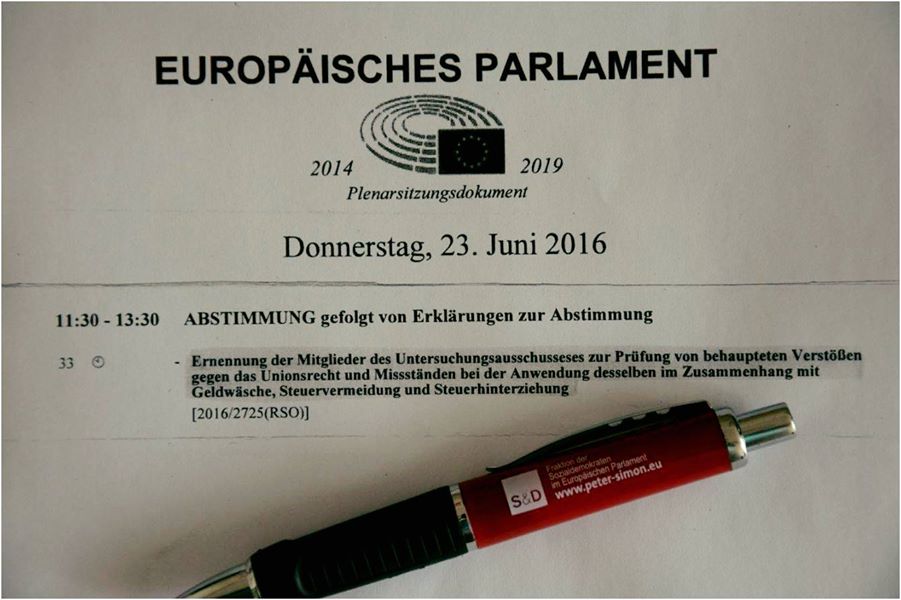 EUROPÄISCHES PARLAMENT
2014 2019
Plenarsitzungsdokument
Donnerstag, 23. Juni 2016
11:30 - 13:30 ABSTIMMUNG gefolgt von Erklärungen zur Abstimmung
33 - Ernennung der Mitglieder des Untersuchungsausschusseses zur Prüfung von behaupteten Verstößen
gegen das Unionsrecht und Missständen bei der Anwendung desselben im Zusammenhang mit
Geldwäsche, Steuervermeidung und Steuerhinterziehung
[2016/2725(RSO)]
S&D
Fraktion der
Sozialdemokraten
im Europäischen Parlament
www.peter-simon.eu